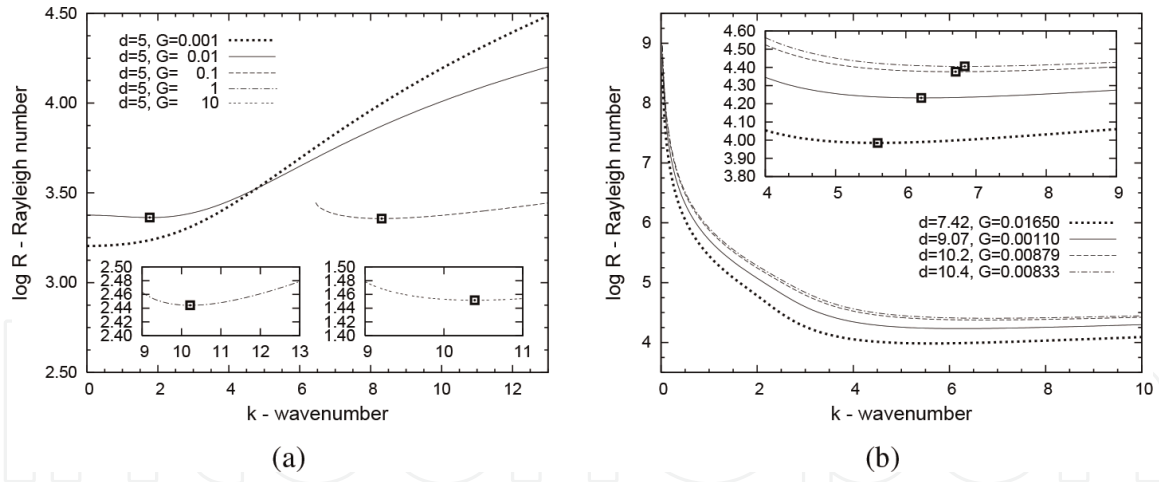 4.50
4.00
3.50
3.00
2.50
log R - Rayleigh number
d=5, G=0.001
d=5, G= 0.01
d=5, G= 0.1
d=5, G= 1
d=5, G= 10
2.50
2.48
2.46
2.44
2.42
2.40
9 10 11 12 13
1.50
1.48
1.46
1.44
1.42
1.40
9 10 11
0 2 4 6 8 10 12
k - wavenumber
(a)
9
8
7
6
5
4
log R - Rayleigh number
4.60
4.50
4.40
4.30
4.20
4.10
4.00
3.90
3.80
4 5 6 7 8 9
d=7.42, G=0.01650
d=9.07, G=0.00110
d=10.2, G=0.00879
d=10.4, G=0.00833
0 2 4 6 8 10
k - wavenumber
(b)